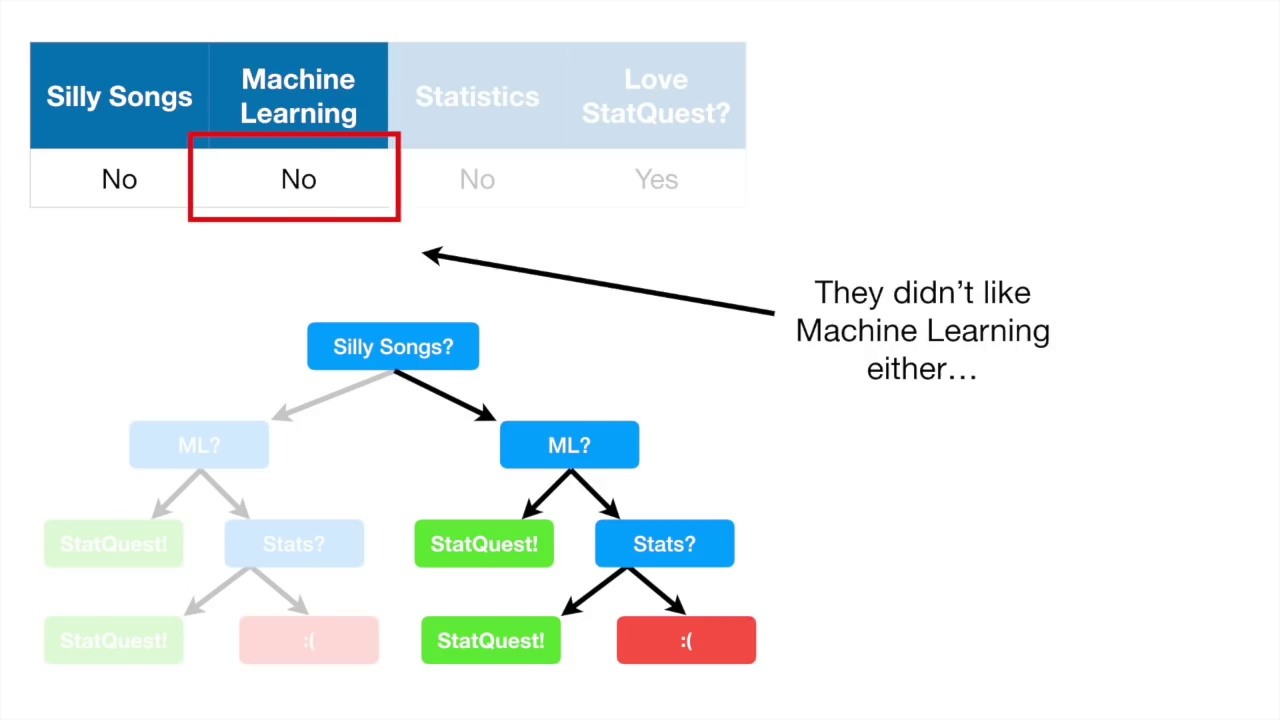 Silly Songs
Machine
Learning
Statistics
Love
StatQuest?
No
No
No
Yes
They didn’t like
Machine Learning
either…
Silly Songs?
ML?
ML?
StatQuest!
Stats?
StatQuest!
Stats?
StatQuest!
:(
StatQuest!
:(